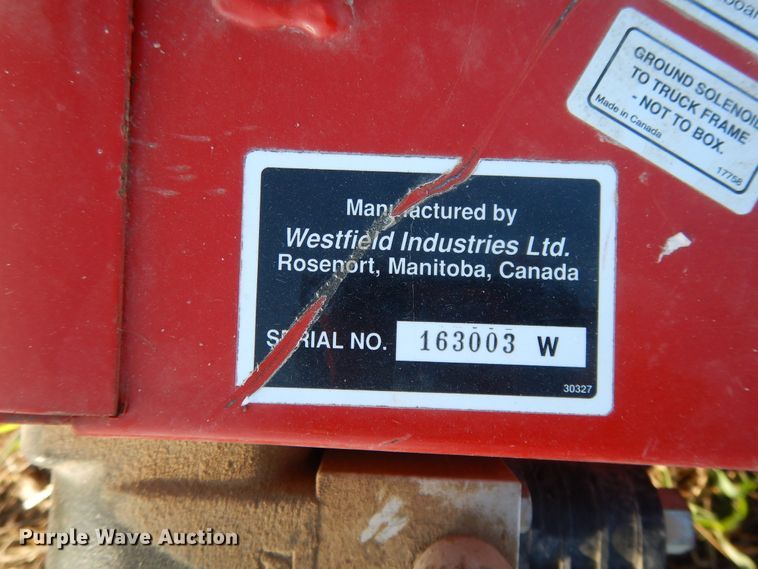 GROUND SOLENOID
TO TRUCK FRAME
- NOT TO BOX.
Made in Canada
17758
Manufactured by
Westfield Industries Ltd.
Rosenort, Manitoba, Canada
SERIAL NO. 163003 W
30327
Purple Wave Auction